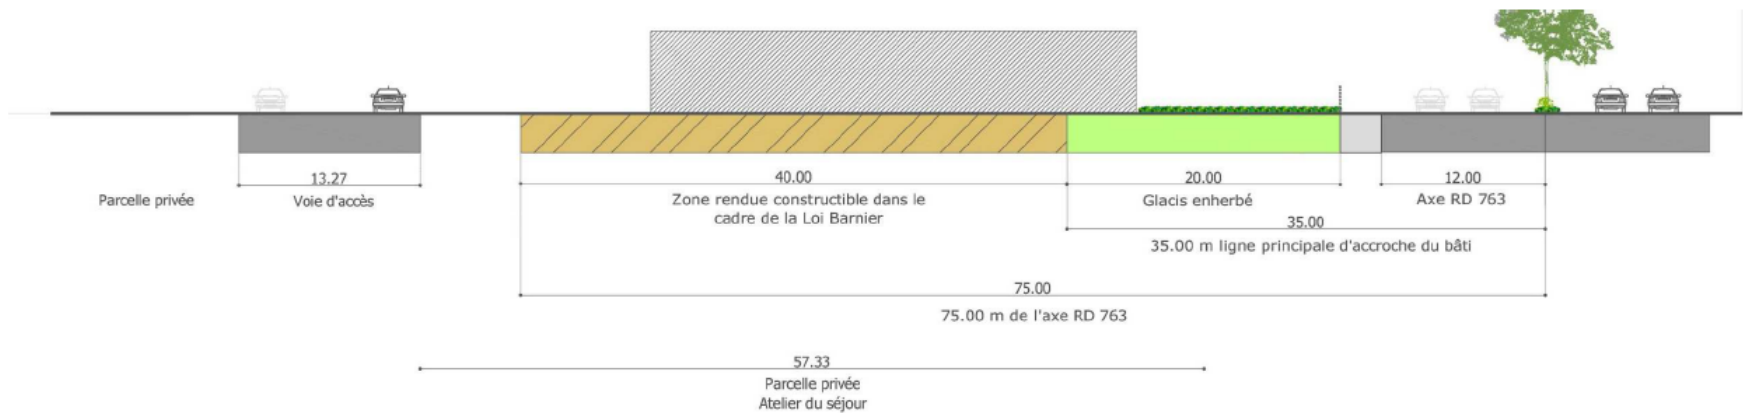 13.27
40.00
20.00
12.00
Parcelle privée
Voie d'accès
Zone rendue constructible dans le
cadre de la Loi Barnier
Glacis enherbé
Axe RD 763
35.00
35.00 m ligne principale d'accroche du bâti
75.00
75.00 m de l'axe RD 763
57.33
Parcelle privée
Atelier du séjour